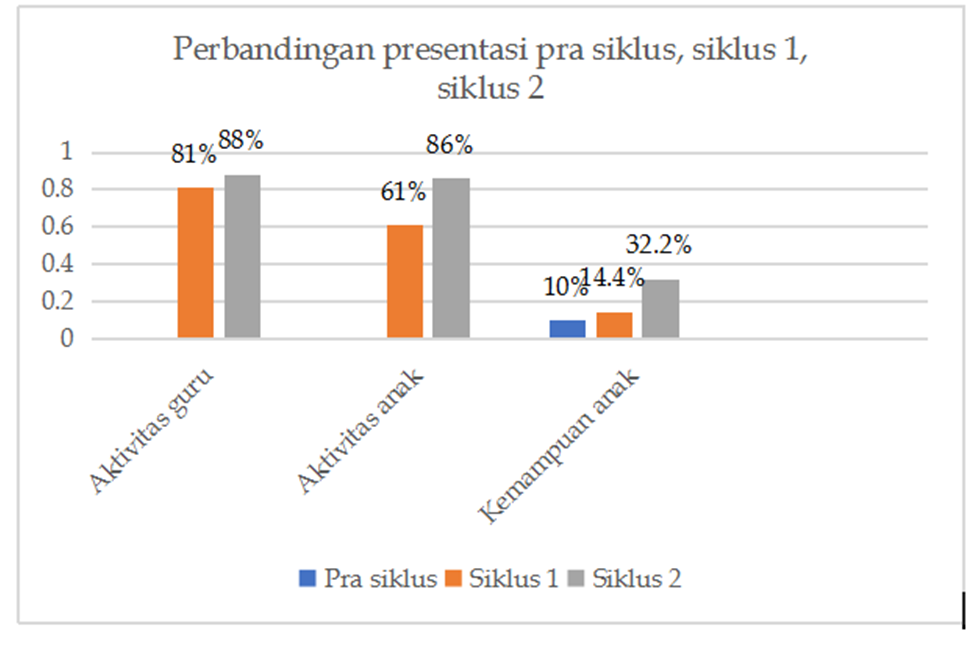 Perbandingan presentasi pra siklus, siklus 1,
siklus 2
81%
88%
61%
86%
10%
14.4%
32.2%
1
0.8
0.6
0.4
0.2
0
Aktivitas guru
Aktivitas anak
Kemampuan anak
Pra siklus Siklus 1 Siklus 2